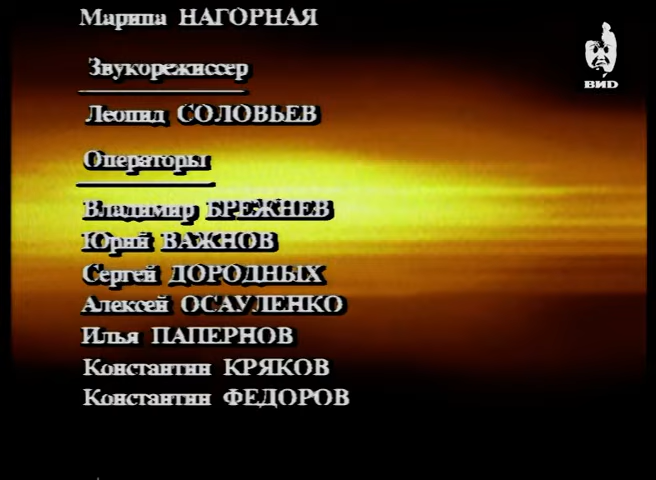 Марина НАГОРНАЯ
Звукорежиссер
Леонид СОЛОВЬЕВ
Операторы
Владимир БРЕЖНЕВ
Юрий ВАЖНОВ
Сергей ДОРОДНЫХ
Алексей ОСАУЛЕНКО
Илья ПАПЕРНОВ
Константин КРЯКОВ
Константин ФЕДОРОВ
ВИD